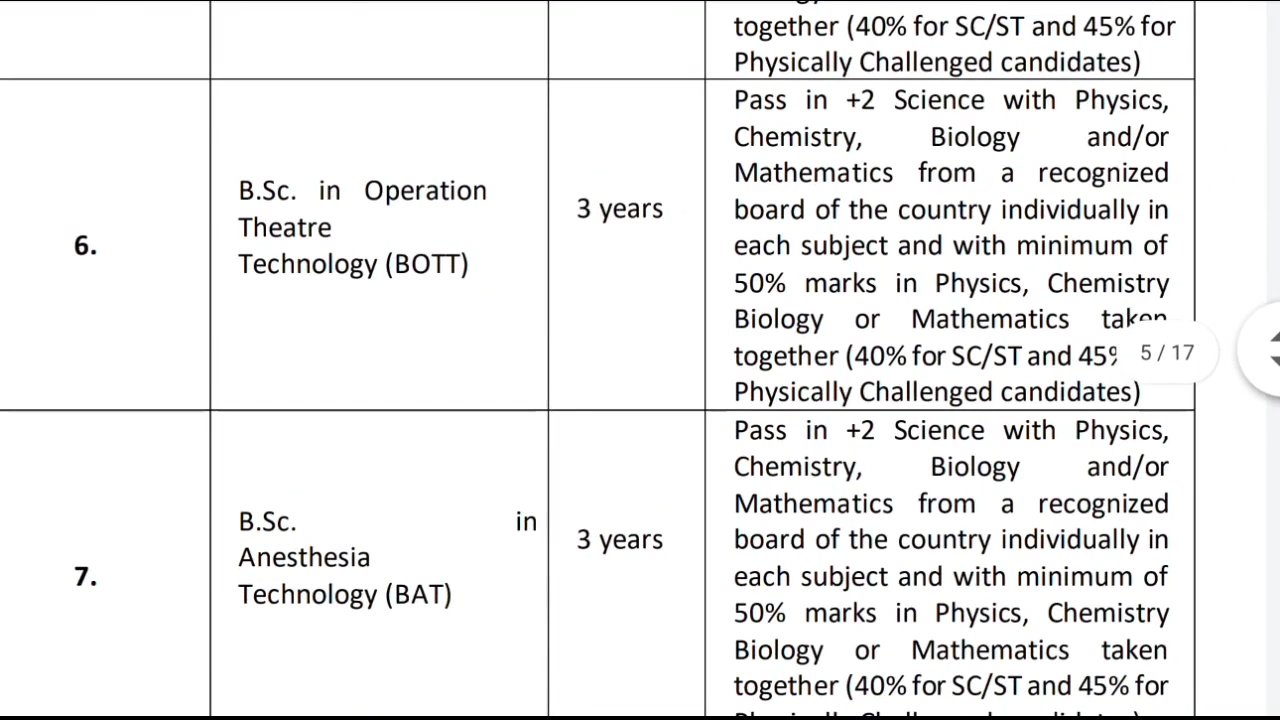 together (40% for SC/ST and 45% for
Physically Challenged candidates)
6.
B.Sc. in Operation
Theatre
Technology (BOTT)
3 years
Pass in +2 Science with Physics,
Chemistry, Biology and/or
Mathematics from a recognized
board of the country individually in
each subject and with minimum of
50% marks in Physics, Chemistry
Biology or Mathematics taken
together (40% for SC/ST and 45%
Physically Challenged candidates)
5 / 17
7.
B.Sc. in
Anesthesia
Technology (BAT)
3 years
Pass in +2 Science with Physics,
Chemistry, Biology and/or
Mathematics from a recognized
board of the country individually in
each subject and with minimum of
50% marks in Physics, Chemistry
Biology or Mathematics taken
together (40% for SC/ST and 45% for